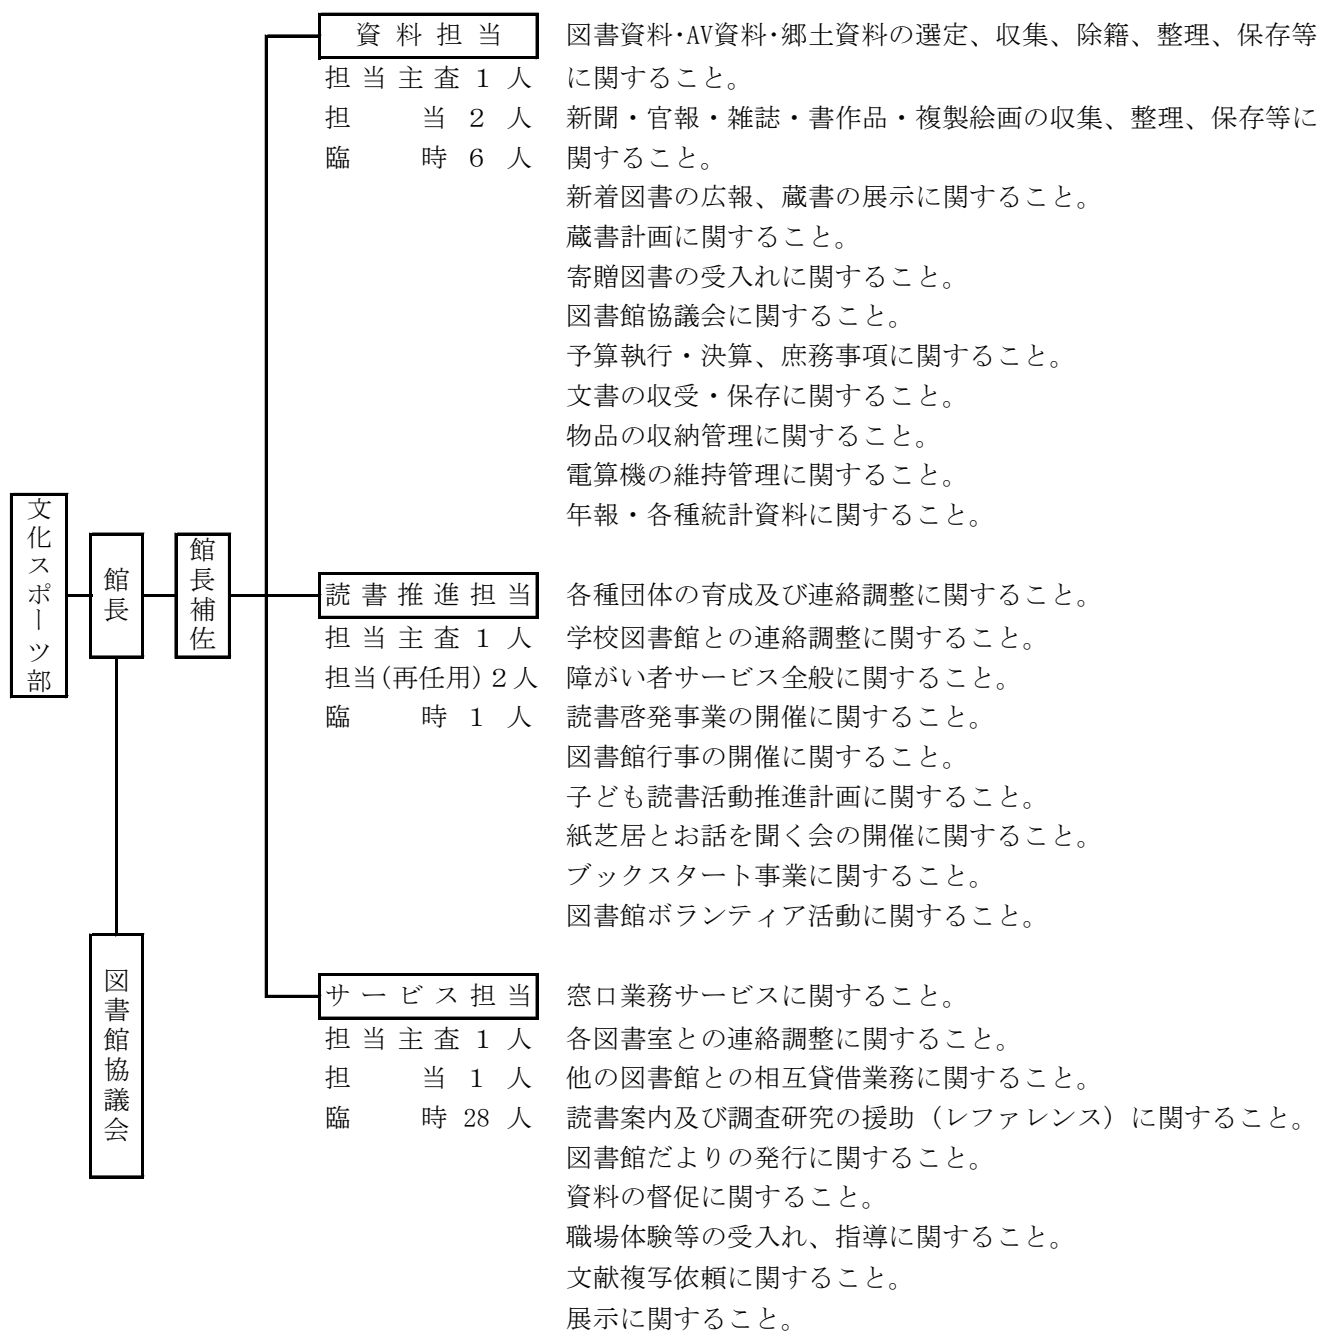 文化スポーツ部
館長
館長補佐
図書館協議会
資料担当
担当主査1人
担当2人
臨時6人
図書資料・AV資料・郷土資料の選定、収集、除籍、整理、保存等
に関すること。
新聞・官報・雑誌・書作品・複製絵画の収集、整理、保存等に
関すること。
新着図書の広報、蔵書の展示に関すること。
蔵書計画に関すること。
寄贈図書の受入れに関すること。
図書館協議会に関すること。
予算執行・決算、庶務事項に関すること。
文書の収受・保存に関すること。
物品の収納管理に関すること。
電算機の維持管理に関すること。
年報・各種統計資料に関すること。
読書推進担当
担当主査1人
担当(再任用)2人
臨時1人
各種団体の育成及び連絡調整に関すること。
学校図書館との連絡調整に関すること。
障がい者サービス全般に関すること。
読書啓発事業の開催に関すること。
図書館行事の開催に関すること。
子ども読書活動推進計画に関すること。
紙芝居とお話を聞く会の開催に関すること。
ブックスタート事業に関すること。
図書館ボランティア活動に関すること。
サービス担当
担当主査1人
担当1人
臨時28人
窓口業務サービスに関すること。
各図書室との連絡調整に関すること。
他の図書館との相互貸借業務に関すること。
読書案内及び調査研究の援助（レファレンス）に関すること。
図書館だよりの発行に関すること。
資料の督促に関すること。
職場体験等の受入れ、指導に関すること。
文献複写依頼に関すること。
展示に関すること。